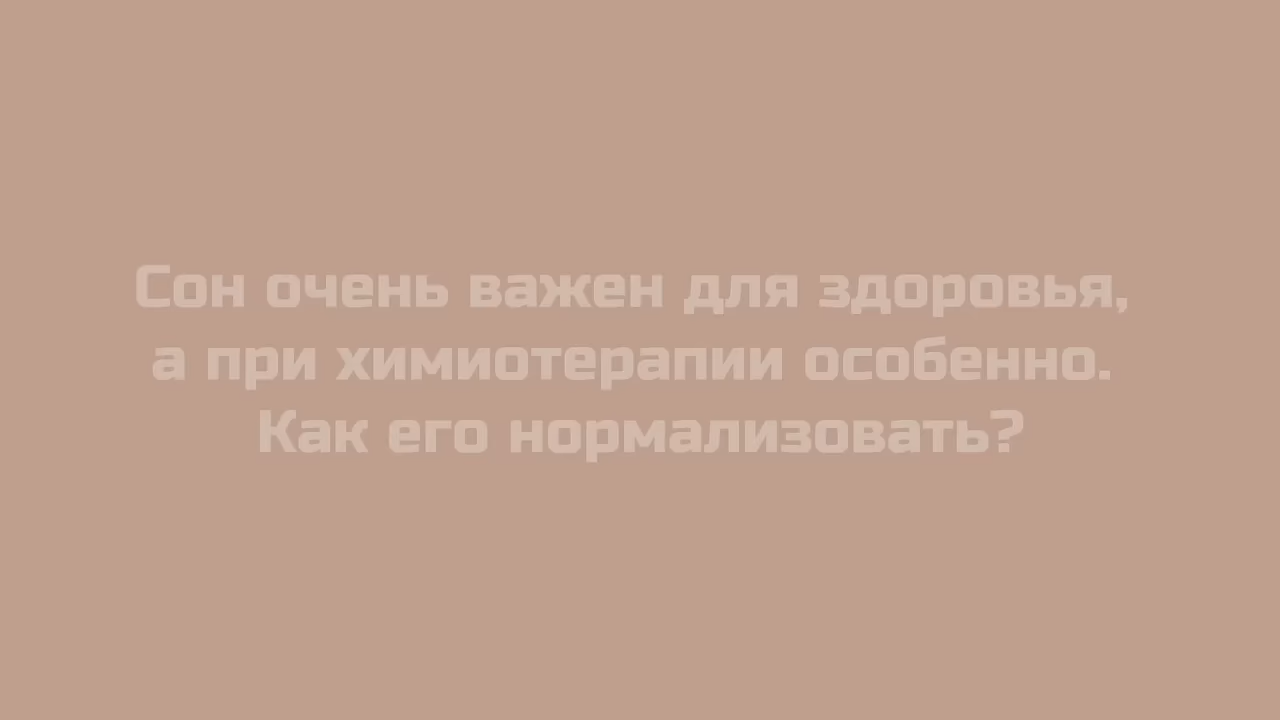 Сон очень важен для здоровья,
а при химиотерапии особенно.
Как его нормализовать?